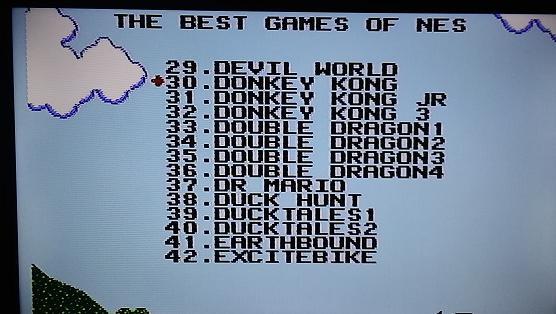 THE BEST GAMES OF NES
29.DEVIL WORLD
30.DONKEY KONG
31.DONKEY KONG JR
32.DONKEY KONG 3
33.DOUBLE DRAGON1
34.DOUBLE DRAGON2
35.DOUBLE DRAGON3
36.DOUBLE DRAGON4
37.DR MARIO
38.DUCK HUNT
39.DUCKTALES1
40.DUCKTALES2
41.EARTHBOUND
42.EXCITEBIKE